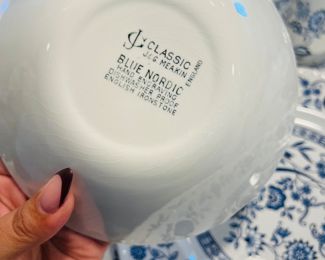 CLASSIC
J.&G. MEAKIN
ENGLAND
BLUE NORDIC
HAND ENGRAVING
DISHWASHER PROOF
ENGLISH IRONSTONE